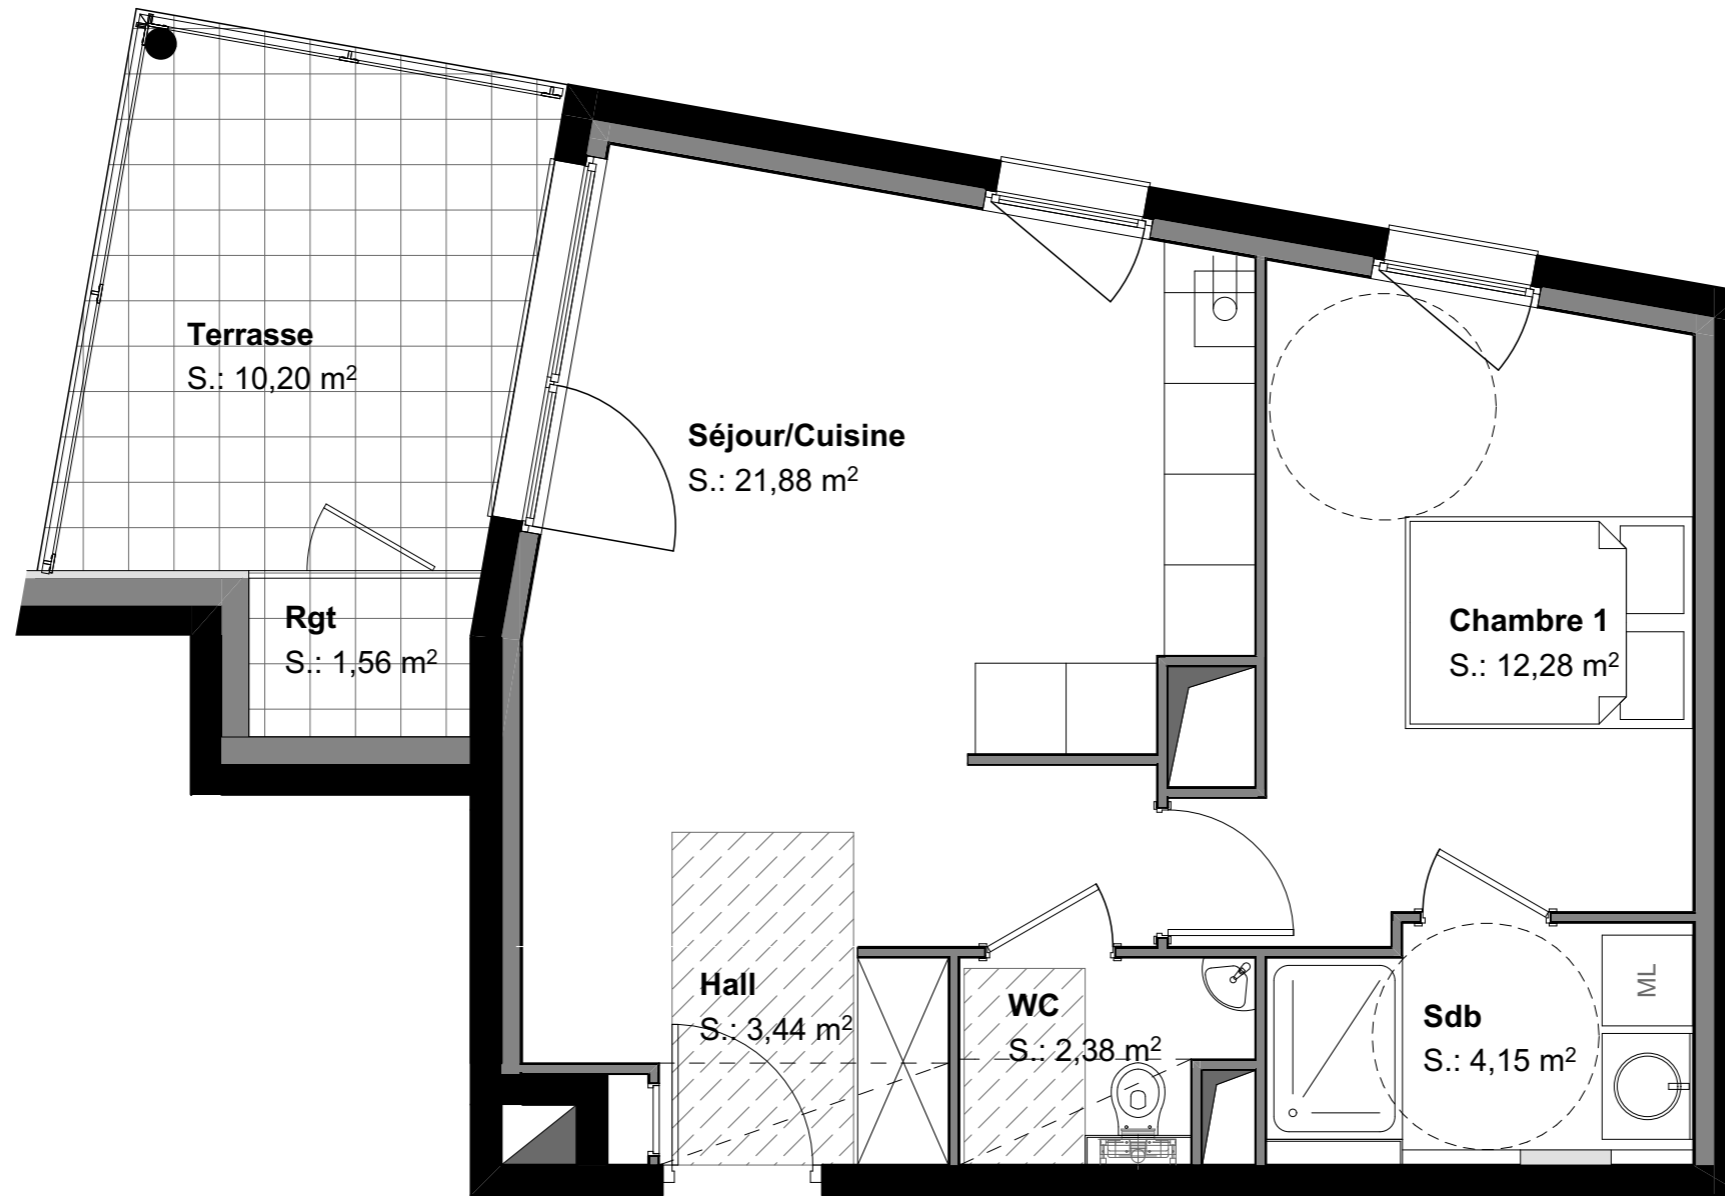 Terrasse
S.: 10,20 m²
Séjour/Cuisine
S.: 21,88 m²
Rgt
S.: 1,56 m²
Chambre 1
S.: 12,28 m²
Hall
S.: 3,44 m²
WC
S.: 2,38 m²
Sdb
S.: 4,15 m²
ML